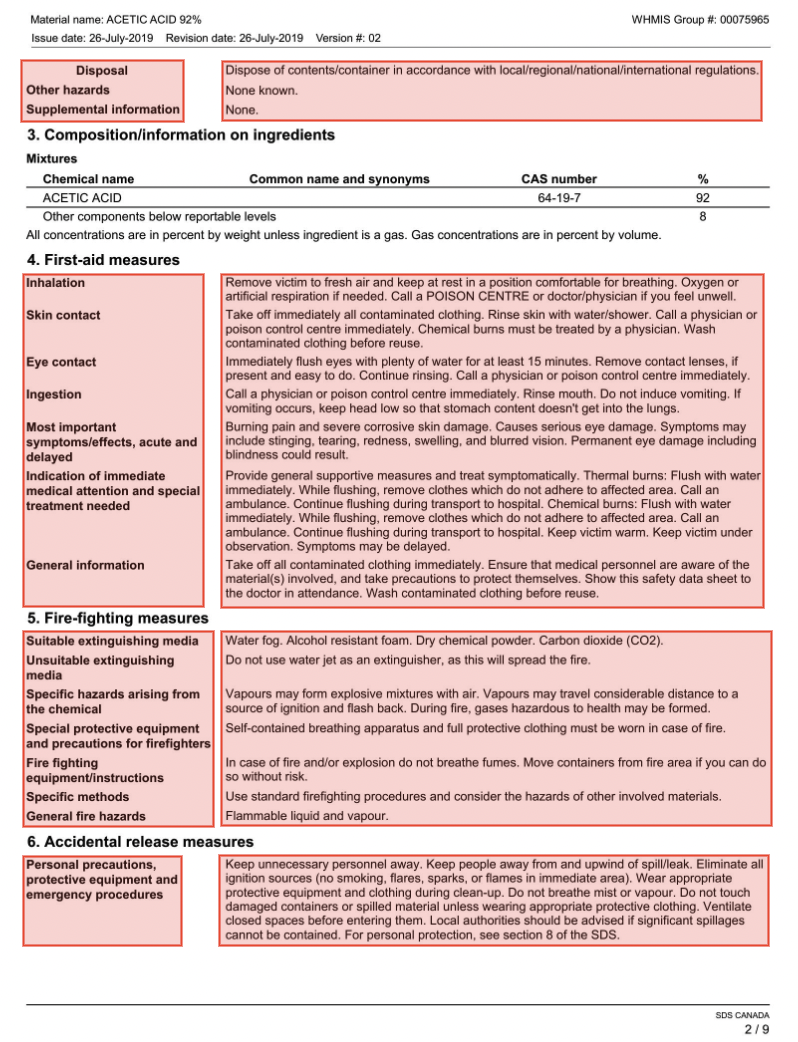 Material name: ACETIC ACID 92% WHMIS Group #: 00075965
Issue date: 26-July-2019 Revision date: 26-July-2019 Version #: 02
Disposal Dispose of contents/container in accordance with local/regional/national/international regulations.
Other hazards None known.
Supplemental information None.
3. Composition/information on ingredients
Mixtures
Chemical name Common name and synonyms CAS number %
ACETIC ACID 64-19-7 92
Other components below reportable levels 8
All concentrations are in percent by weight unless ingredient is a gas. Gas concentrations are in percent by volume.
4. First-aid measures
Inhalation Remove victim to fresh air and keep at rest in a position comfortable for breathing. Oxygen or
artificial respiration if needed. Call a POISON CENTRE or doctor/physician if you feel unwell.
Skin contact Take off immediately all contaminated clothing. Rinse skin with water/shower. Call a physician or
poison control centre immediately. Chemical burns must be treated by a physician. Wash
contaminated clothing before reuse.
Eye contact Immediately flush eyes with plenty of water for at least 15 minutes. Remove contact lenses, if
present and easy to do. Continue rinsing. Call a physician or poison control centre immediately.
Ingestion Call a physician or poison control centre immediately. Rinse mouth. Do not induce vomiting. If
vomiting occurs, keep head low so that stomach content doesn't get into the lungs.
Most important Burning pain and severe corrosive skin damage. Causes serious eye damage. Symptoms may
symptoms/effects, acute and include stinging, tearing, redness, swelling, and blurred vision. Permanent eye damage including
delayed blindness could result.
Indication of immediate Provide general supportive measures and treat symptomatically. Thermal burns: Flush with water
medical attention and special immediately. While flushing, remove clothes which do not adhere to affected area. Call an
treatment needed ambulance. Continue flushing during transport to hospital. Chemical burns: Flush with water
immediately. While flushing, remove clothes which do not adhere to affected area. Call an
ambulance. Continue flushing during transport to hospital. Keep victim warm. Keep victim under
observation. Symptoms may be delayed.
General information Take off all contaminated clothing immediately. Ensure that medical personnel are aware of the
material(s) involved, and take precautions to protect themselves. Show this safety data sheet to
the doctor in attendance. Wash contaminated clothing before reuse.
5. Fire-fighting measures
Suitable extinguishing media Water fog. Alcohol resistant foam. Dry chemical powder. Carbon dioxide (CO2).
Unsuitable extinguishing Do not use water jet as an extinguisher, as this will spread the fire.
media
Specific hazards arising from Vapours may form explosive mixtures with air. Vapours may travel considerable distance to a
the chemical source of ignition and flash back. During fire, gases hazardous to health may be formed.
Special protective equipment Self-contained breathing apparatus and full protective clothing must be worn in case of fire.
and precautions for firefighters
Fire fighting In case of fire and/or explosion do not breathe fumes. Move containers from fire area if you can do
equipment/instructions so without risk.
Specific methods Use standard firefighting procedures and consider the hazards of other involved materials.
General fire hazards Flammable liquid and vapour.
6. Accidental release measures
Personal precautions, Keep unnecessary personnel away. Keep people away from and upwind of spill/leak. Eliminate all
protective equipment and ignition sources (no smoking, flares, sparks, or flames in immediate area). Wear appropriate
emergency procedures protective equipment and clothing during clean-up. Do not breathe mist or vapour. Do not touch
damaged containers or spilled material unless wearing appropriate protective clothing. Ventilate
closed spaces before entering them. Local authorities should be advised if significant spillages
cannot be contained. For personal protection, see section 8 of the SDS.
SDS CANADA
2 / 9